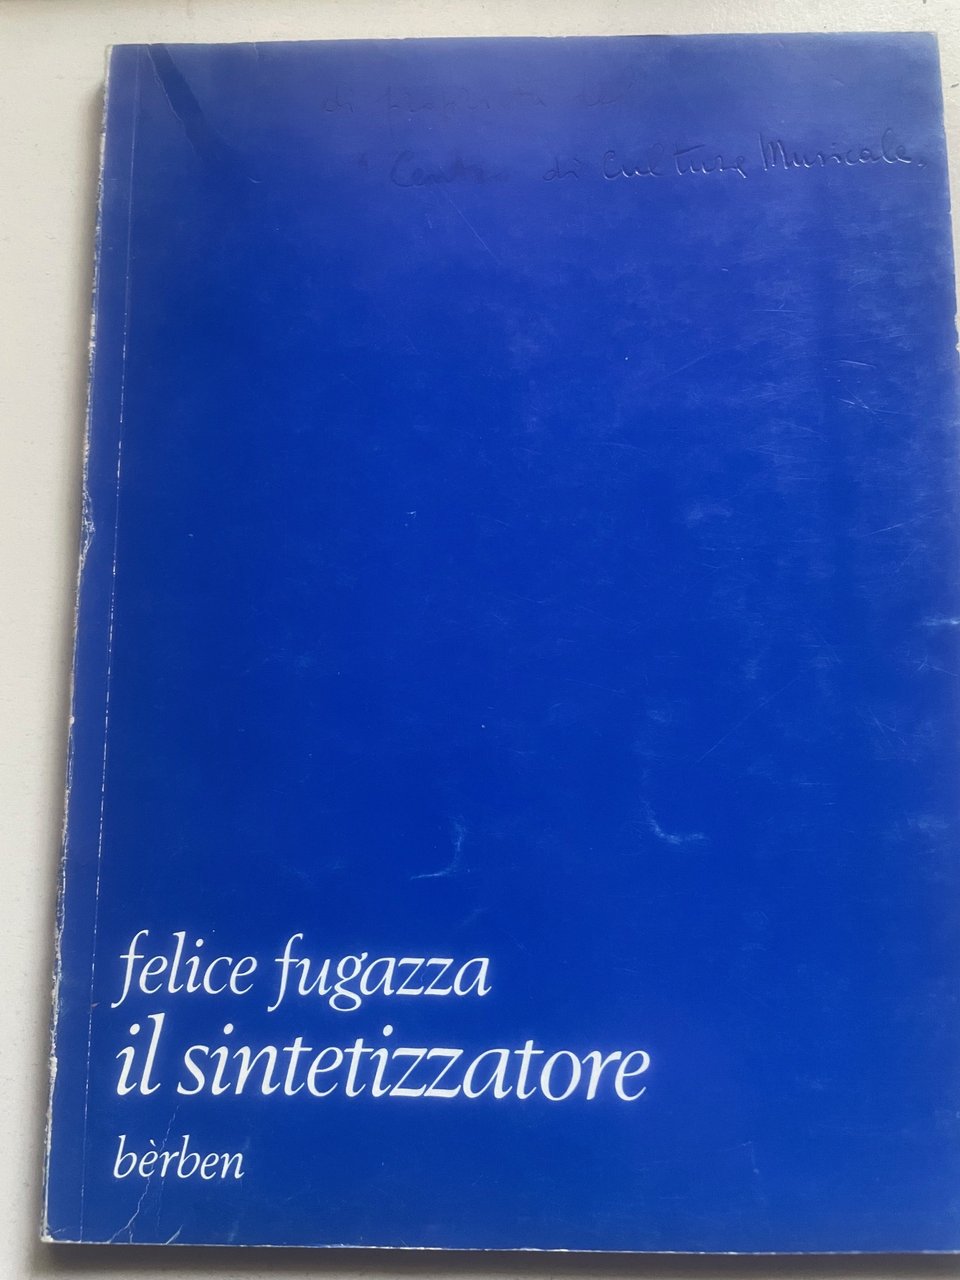 di proprietà del
Centro di Cultura Musicale.
felice fugazza
il sintetizzatore
bèrben